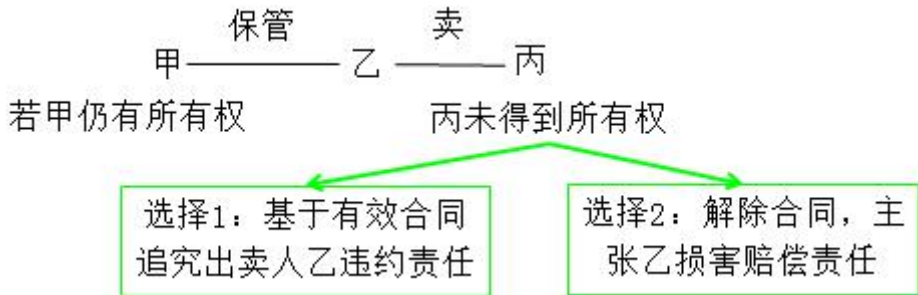 保管
卖
甲
乙
丙
若甲仍有所有权
丙未得到所有权
选择1：基于有效合同
追究出卖人乙违约责任
选择2：解除合同，主
张乙损害赔偿责任